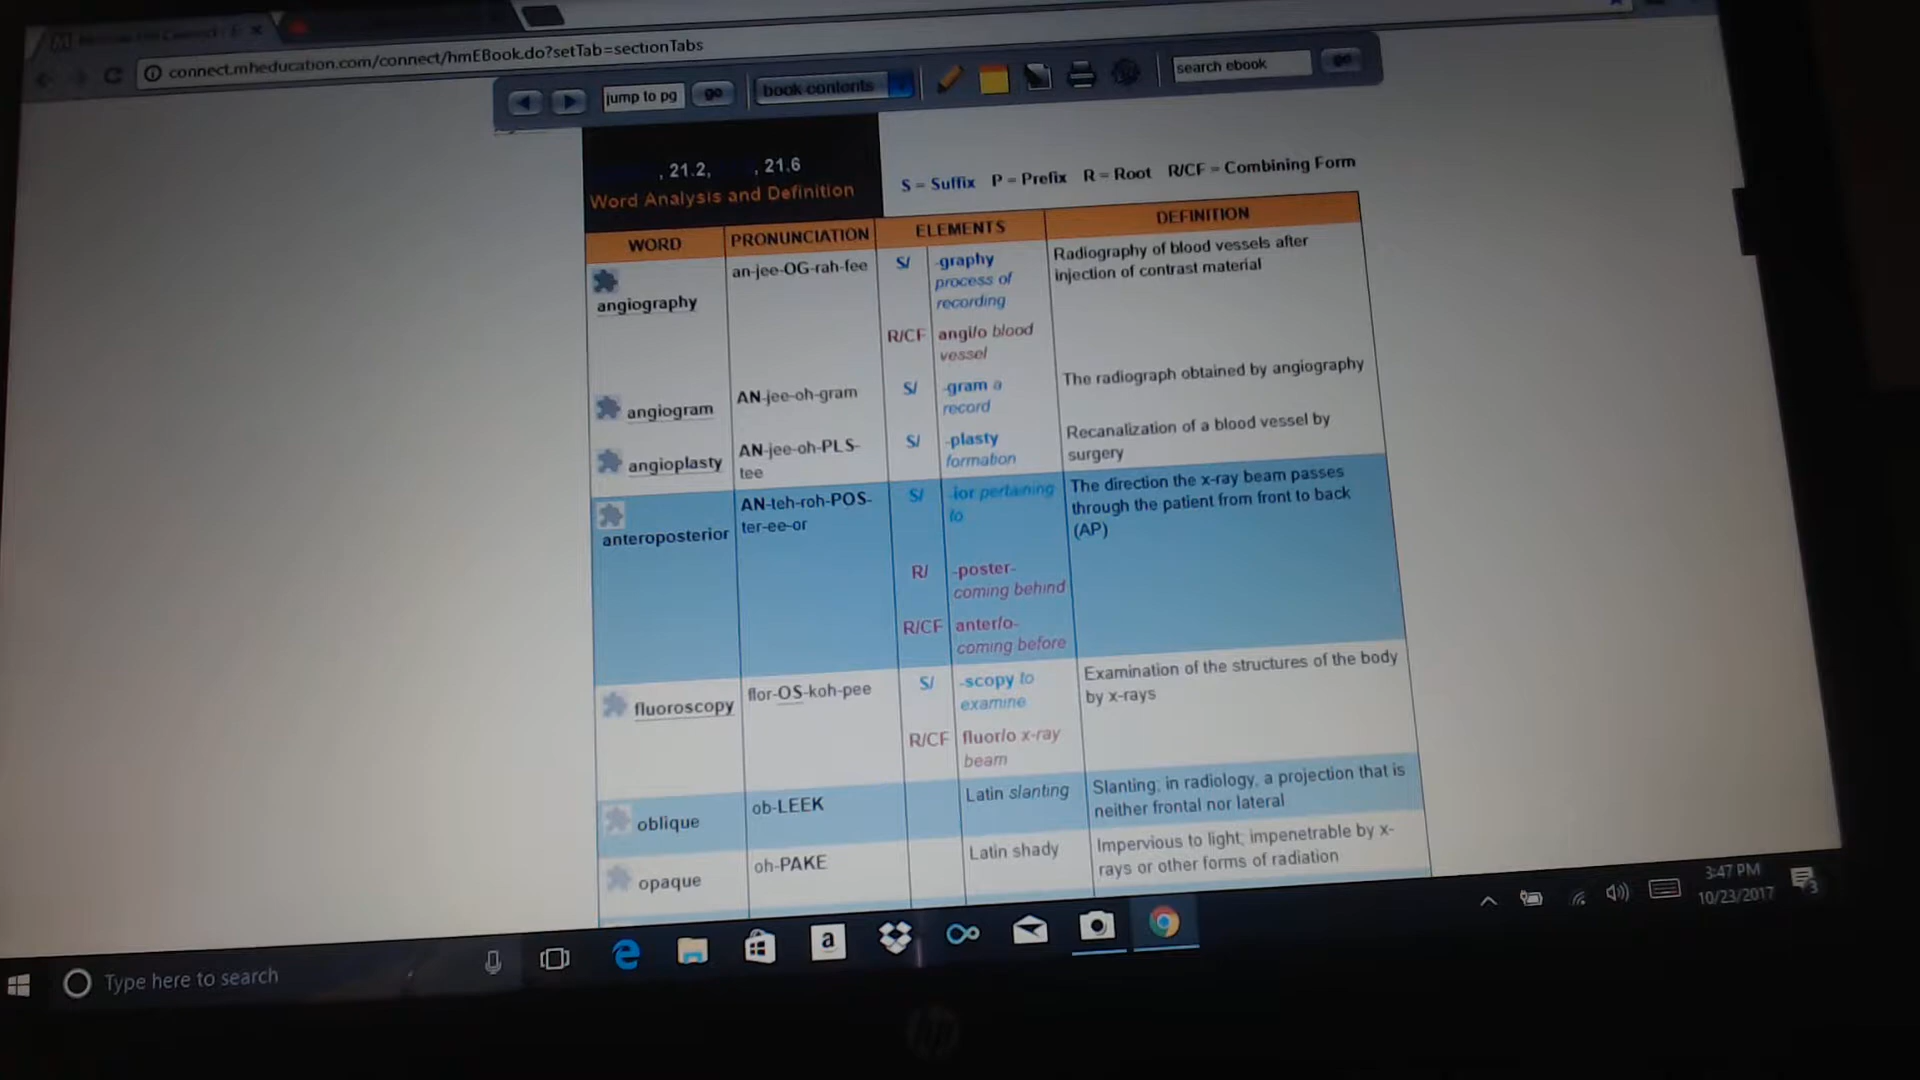 connect.mheducation.com/connect/hmEBook.do?setTab=sectionTabs
jump to pg go book contents search ebook go
, 21.2, , 21.6
Word Analysis and Definition
S = Suffix P = Prefix R = Root R/CF = Combining Form
WORD PRONUNCIATION ELEMENTS DEFINITION
angiography
an-jee-OG-rah-fee
S/ -graphy
process of
recording
R/CF angi/o blood
vessel
Radiography of blood vessels after
injection of contrast material
angiogram
AN-jee-oh-gram
S/ -gram a
record
The radiograph obtained by angiography
angioplasty
AN-jee-oh-PLS-
tee
S/ -plasty
formation
Recanalization of a blood vessel by
surgery
anteroposterior
AN-teh-roh-POS-
ter-ee-or
S/ -ior pertaining
to
R/ -poster-
coming behind
R/CF anter/o-
coming before
The direction the x-ray beam passes
through the patient from front to back
(AP)
fluoroscopy
flor-OS-koh-pee
S/ -scopy to
examine
R/CF fluor/o x-ray
beam
Examination of the structures of the body
by x-rays
oblique
ob-LEEK
Latin slanting
Slanting; in radiology, a projection that is
neither frontal nor lateral
opaque
oh-PAKE
Latin shady
Impervious to light; impenetrable by x-
rays or other forms of radiation
Type here to search
a
3:47 PM
10/23/2017
3
hp